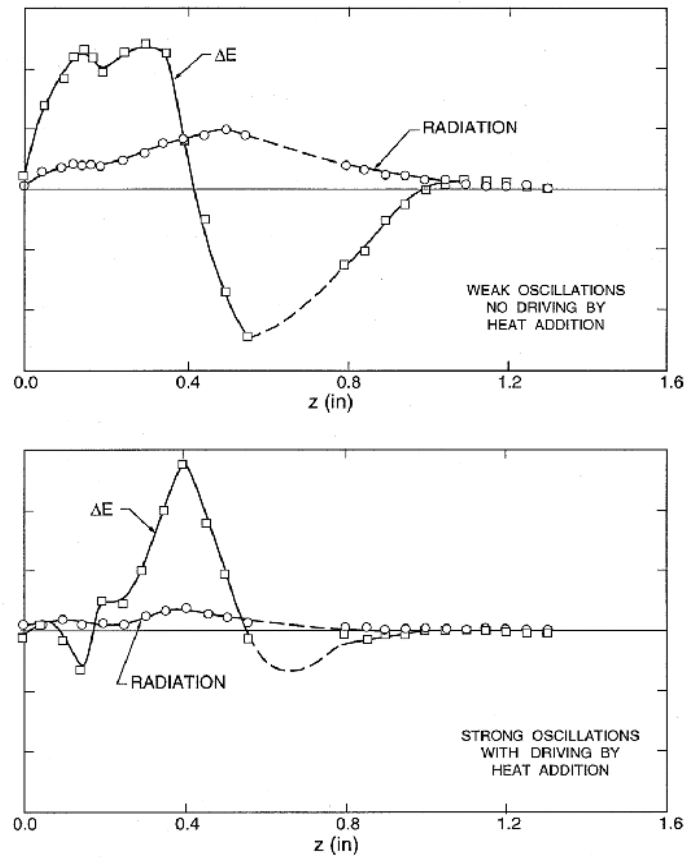 ΔE
RADIATION
WEAK OSCILLATIONS
NO DRIVING BY
HEAT ADDITION
0.0 0.4 0.8 1.2 1.6
z (in)
ΔE
RADIATION
STRONG OSCILLATIONS
WITH DRIVING BY
HEAT ADDITION
0.0 0.4 0.8 1.2 1.6
z (in)